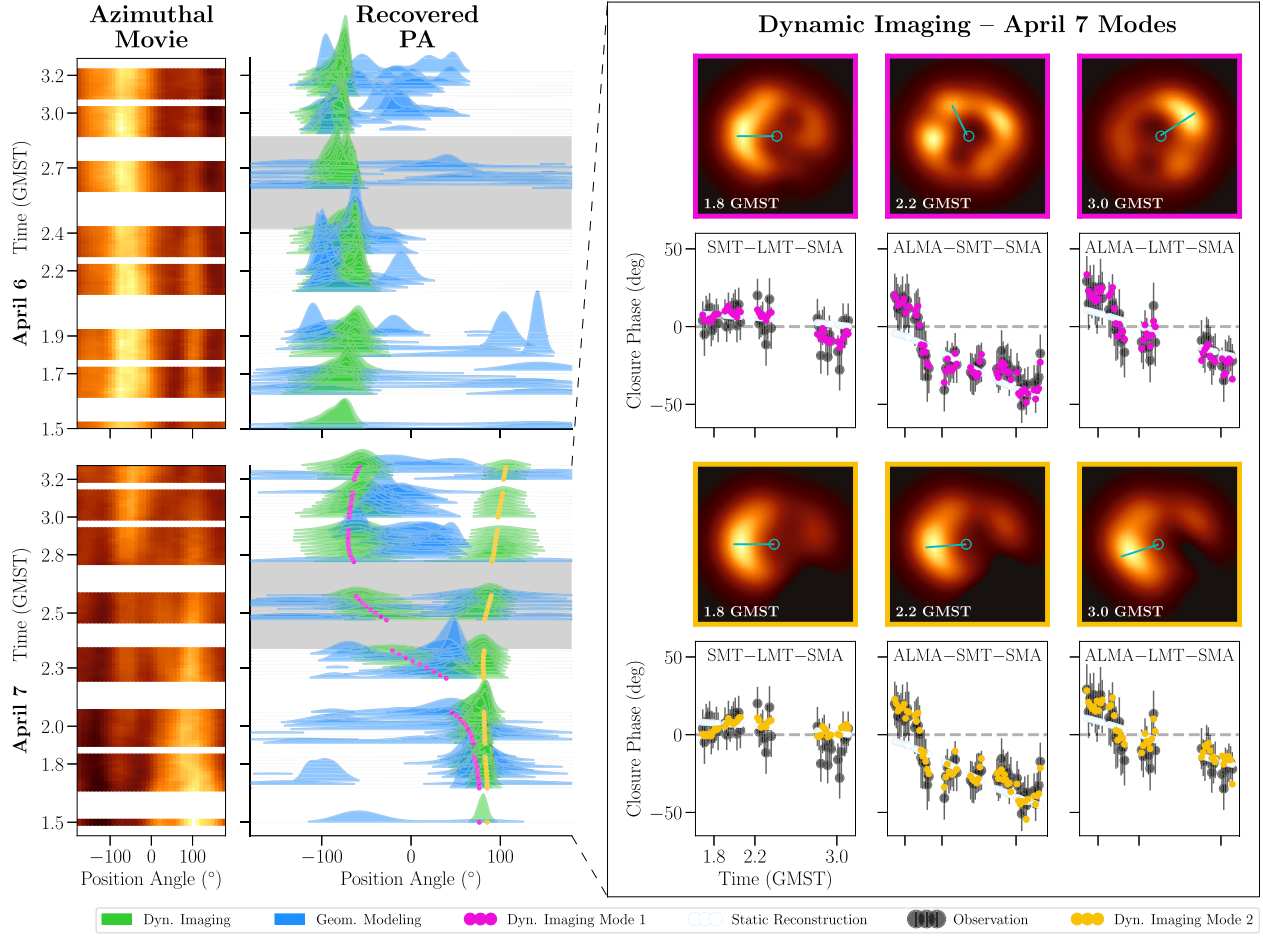 Azimuthal
Movie
Recovered
PA
Dynamic Imaging – April 7 Modes
April 6 Time (GMST)
3.2
3.0
2.7
2.4
2.2
1.9
1.7
1.5
−100 0 100
April 7 Time (GMST)
3.2
3.0
2.8
2.5
2.3
2.0
1.8
1.5
−100 0 100
Position Angle (°)
−100 0 100
Position Angle (°)
1.8 GMST
2.2 GMST
3.0 GMST
Closure Phase (deg)
50
0
−50
SMT−LMT−SMA
ALMA−SMT−SMA
ALMA−LMT−SMA
1.8 GMST
2.2 GMST
3.0 GMST
Closure Phase (deg)
50
0
−50
SMT−LMT−SMA
ALMA−SMT−SMA
ALMA−LMT−SMA
1.8 2.2 3.0
Time (GMST)
Dyn. Imaging
Geom. Modeling
Dyn. Imaging Mode 1
Static Reconstruction
Observation
Dyn. Imaging Mode 2